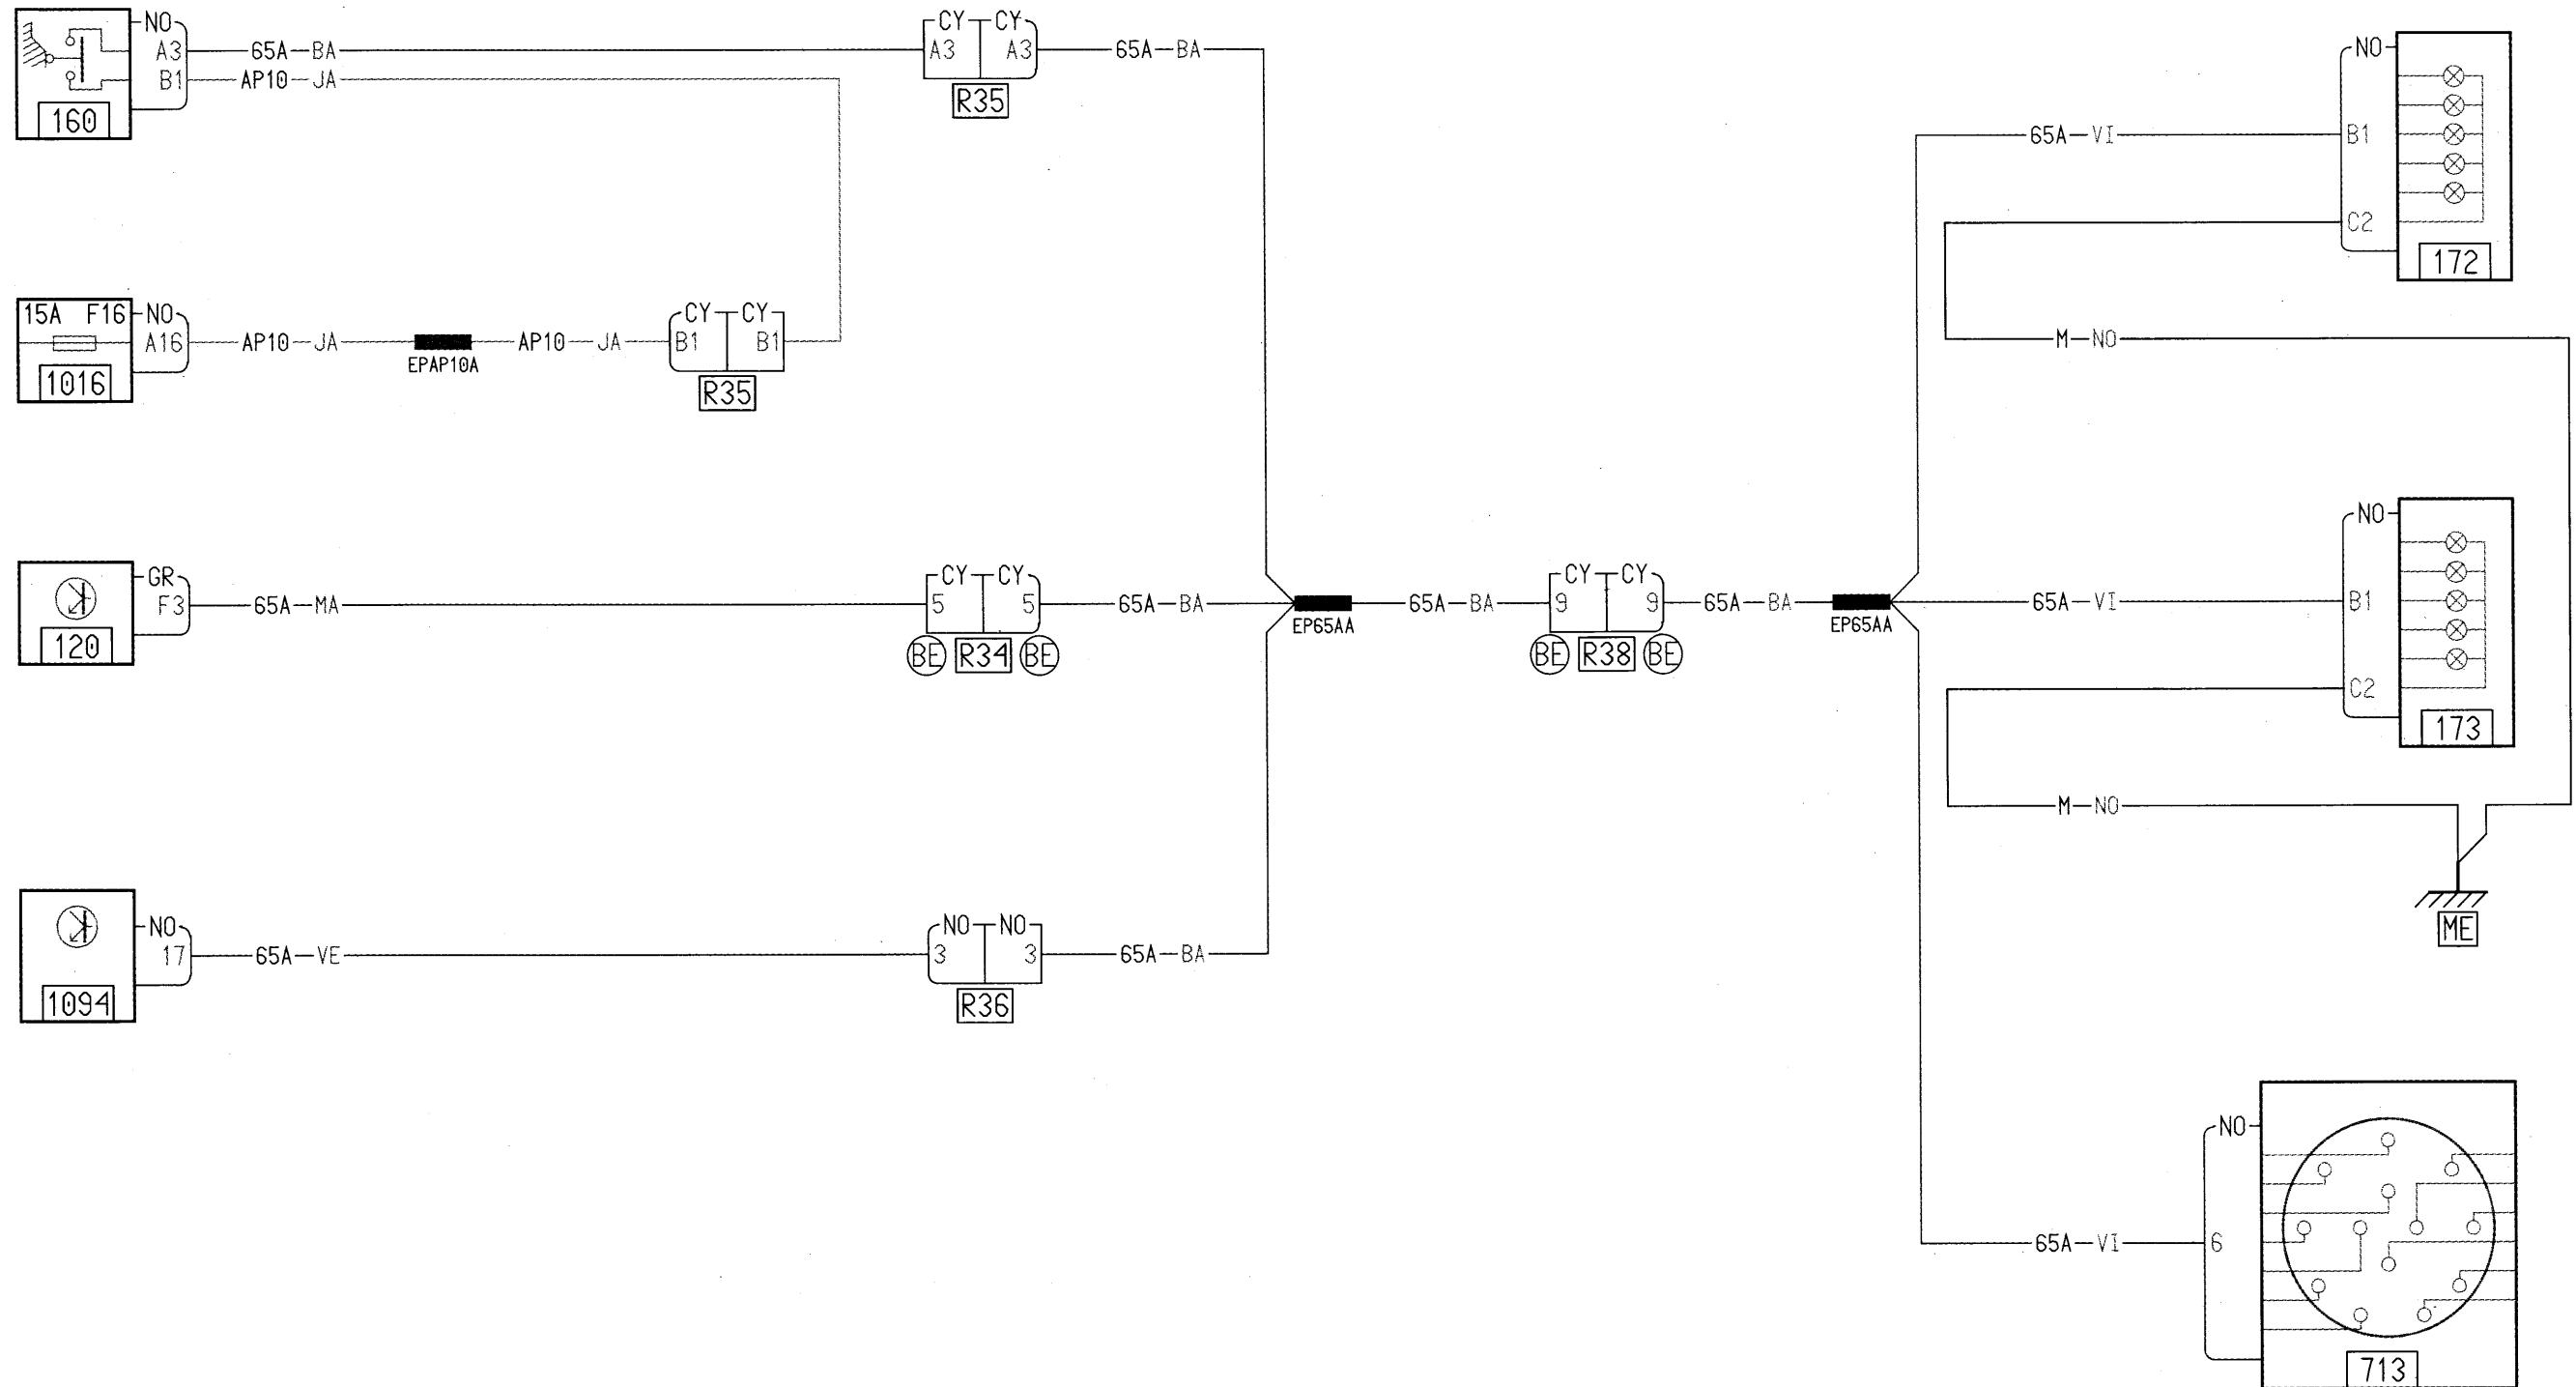 NO CY CY
A3 65A-BA A3 A3 65A-BA
B1 AP10-JA
160 R35
NO
B1 65A-VI
C2
172
M-NO
15A F16 NO CY CY
A16 AP10-JA AP10-JA B1 B1
EPAP10A
1016 R35
GR CY CY CY CY NO
F3 65A-MA 5 5 65A-BA 65A-BA 9 9 65A-BA 65A-VI B1
EP65AA EP65AA
120 BE R34 BE BE R38 BE
C2
173
M-NO
NO NO NO
17 65A-VE 3 3 65A-BA
1094 R36
ME
NO
65A-VI 6
713